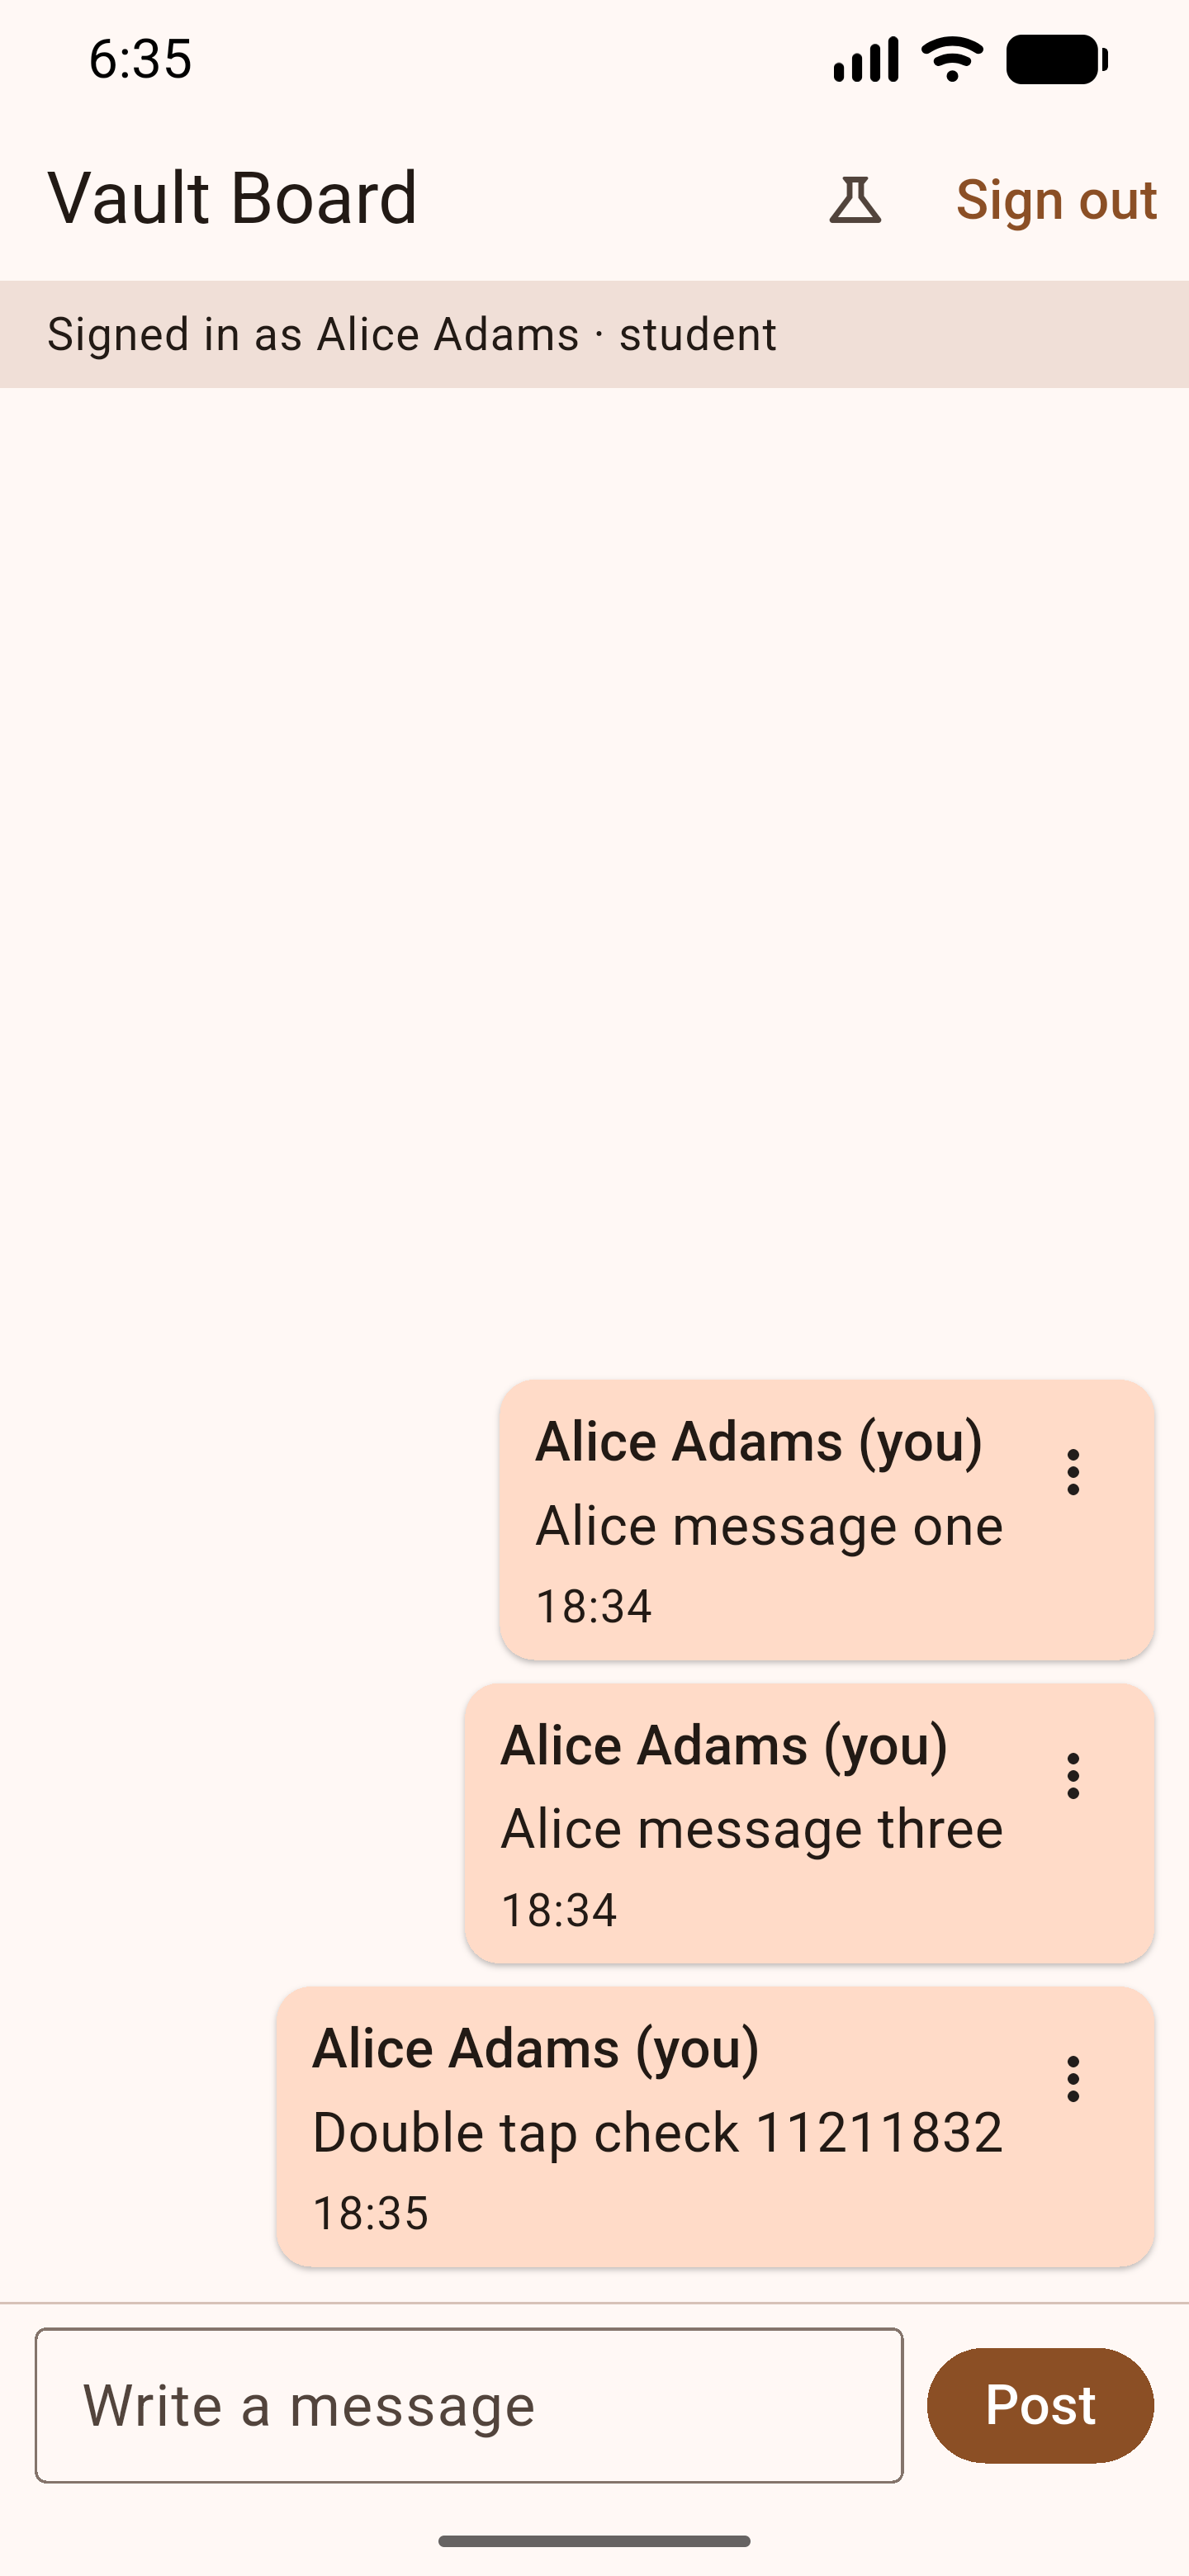 6:35
Vault Board
Sign out
Signed in as Alice Adams · student
Alice Adams (you)
Alice message one
18:34
Alice Adams (you)
Alice message three
18:34
Alice Adams (you)
Double tap check 11211832
18:35
Write a message
Post